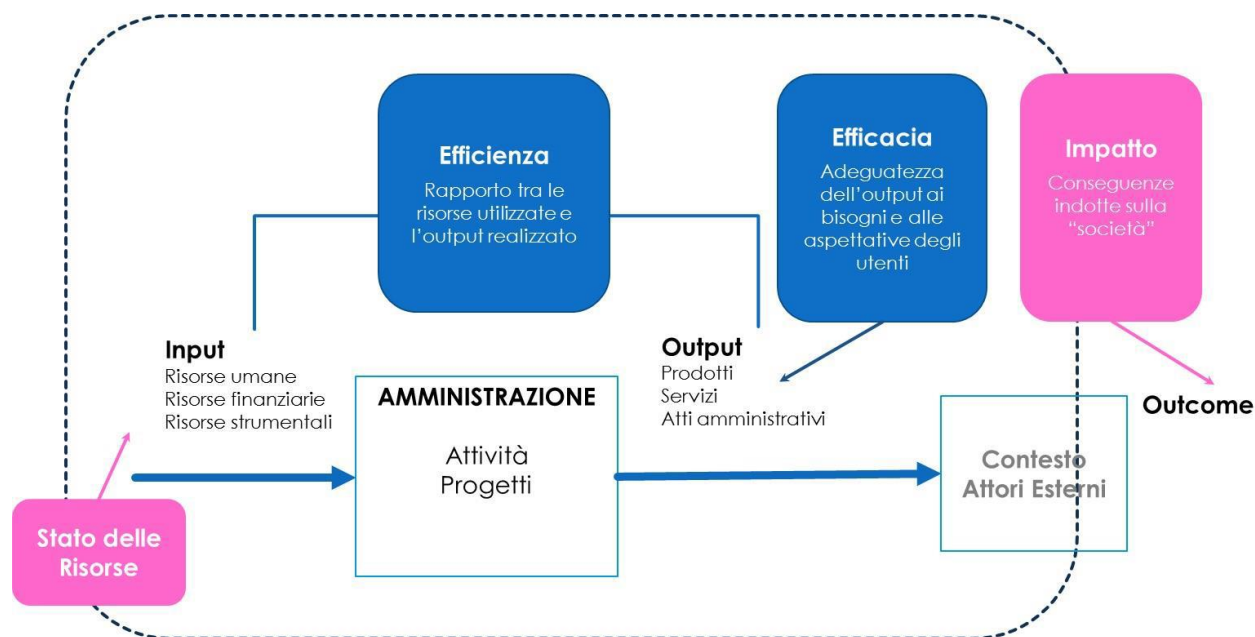 Efficienza
Rapporto tra le
risorse utilizzate e
l'output realizzato
Efficacia
Adeguatezza
dell'output ai
bisogni e alle
aspettative degli
utenti
Impatto
Conseguenze
indotte sulla
“società”
Input
Risorse umane
Risorse finanziarie
Risorse strumentali
AMMINISTRAZIONE
Attività
Progetti
Output
Prodotti
Servizi
Atti amministrativi
Outcome
Contesto
Attori Esterni
Stato delle
Risorse